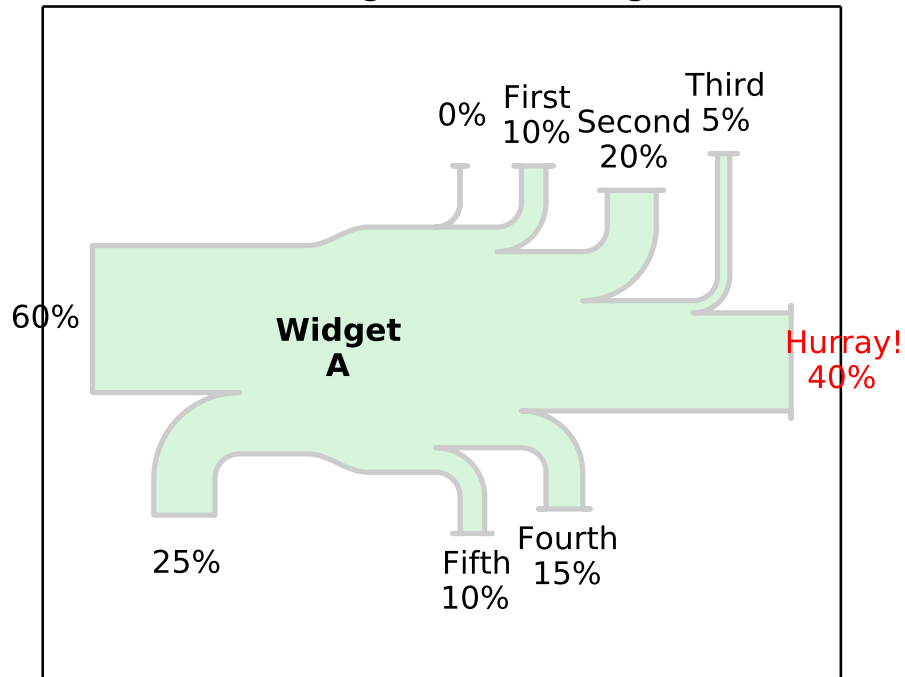 Third
5%
First
10%
0%
Second
20%
60%
Widget
A
Hurray!
40%
25%
Fifth
10%
Fourth
15%